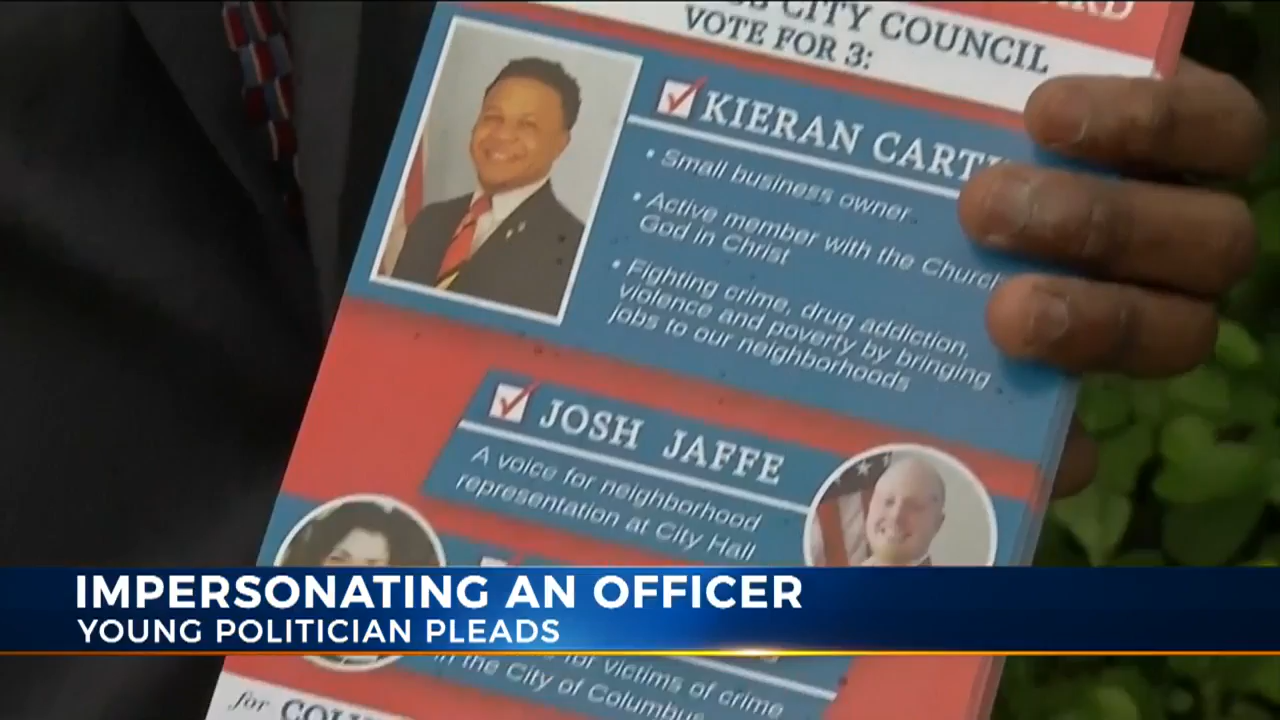 CITY COUNCIL
VOTE FOR 3:
KIERAN
Small business owner
Active member with the Church
God in Christ
Fighting crime, drug addiction,
violence and poverty by bringing
jobs to our neighborhoods
JOSH JAFFE
A voice for neighborhood
representation at City Hall
IMPERSONATING AN OFFICER
YOUNG POLITICIAN PLEADS
for victims of crime
in the City of Columbus
for